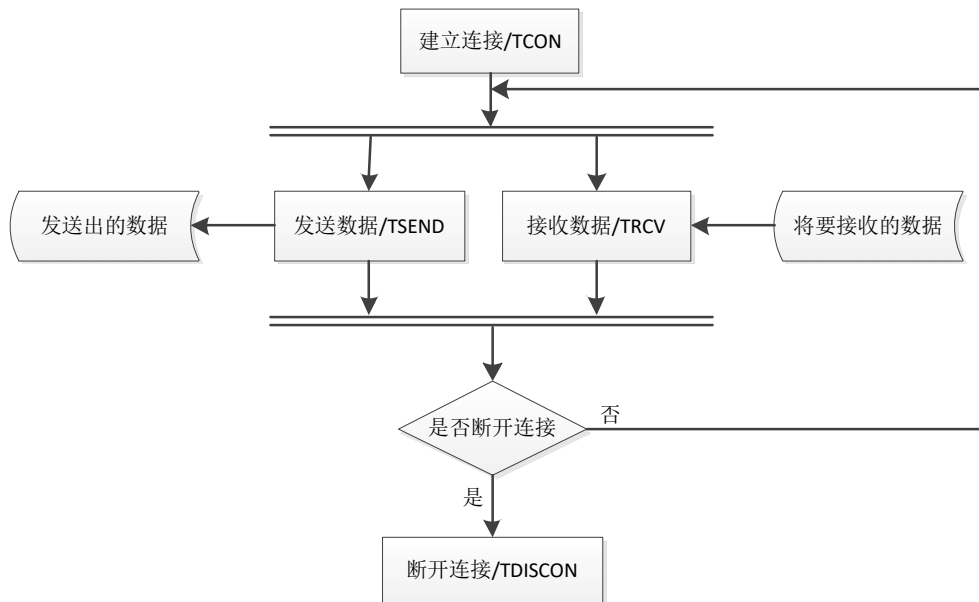 建立连接/TCON
发送出的数据
发送数据/TSEND
接收数据/TRCV
将要接收的数据
是否断开连接
否
是
断开连接/TDISCON